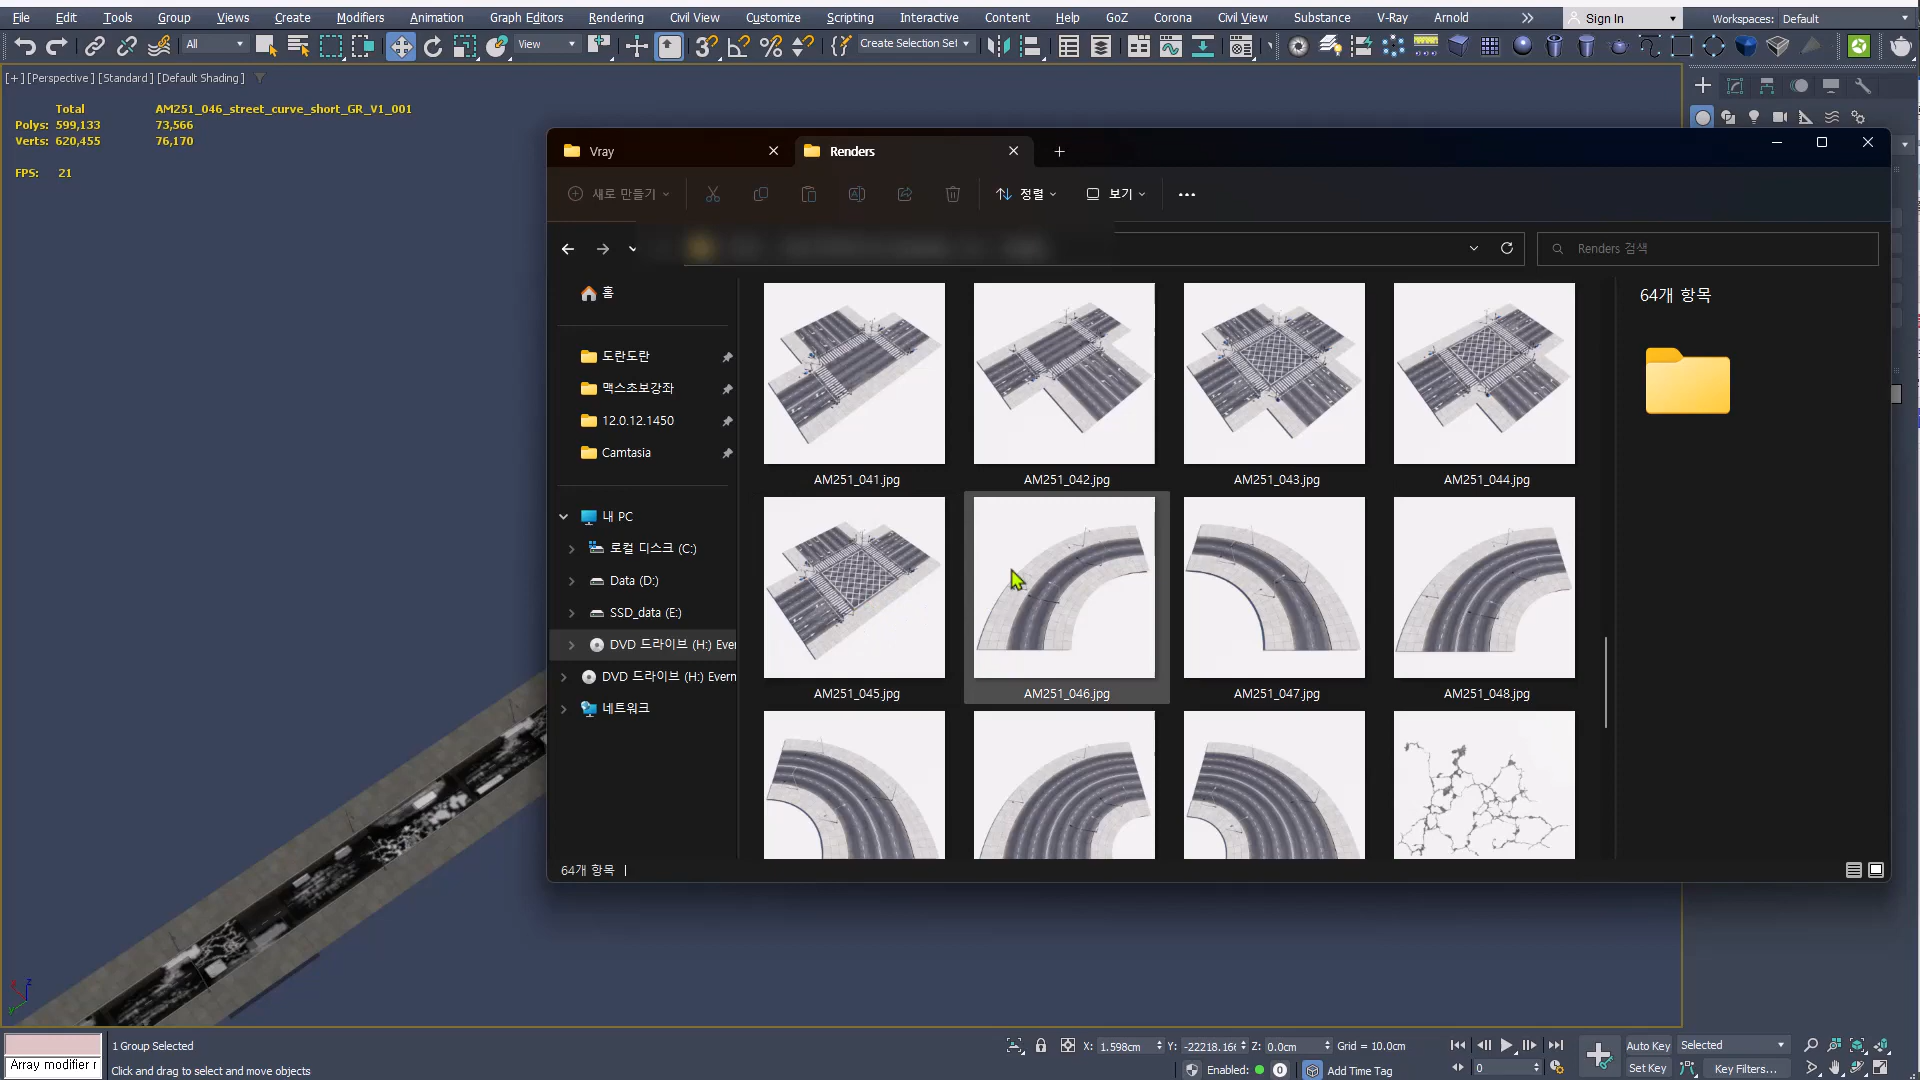 File Edit Tools Group Views Create Modifiers Animation Graph Editors Rendering Civil View Customize Scripting Interactive Content Help GoZ Corona Civil View Substance V-Ray Arnold Sign In Workspaces: Default
All View Create Selection Set
[+][Perspective][Standard][Default Shading]
Total AM251_046_street_curve_short_GR_V1_001
Polys: 599,133 73,566
Verts: 620,455 76,170
FPS: 21
Vray Renders
새로 만들기 정렬 보기
Renders 검색
홈
64개 항목
도란도란
맥스초보강좌
12.0.12.1450
Camtasia
AM251_041.jpg AM251_042.jpg AM251_043.jpg AM251_044.jpg
내 PC
로컬 디스크 (C:)
Data (D:)
SSD_data (E:)
DVD 드라이브 (H:) Ever
DVD 드라이브 (H:) Evern
네트워크
AM251_045.jpg AM251_046.jpg AM251_047.jpg AM251_048.jpg
64개 항목
1 Group Selected
X: 1.598cm Y: -22218.16 Z: 0.0cm Grid = 10.0cm
Auto Key Selected
Array modifier r
Click and drag to select and move objects
Enabled: 0 Add Time Tag
0 Set Key Key Filters...